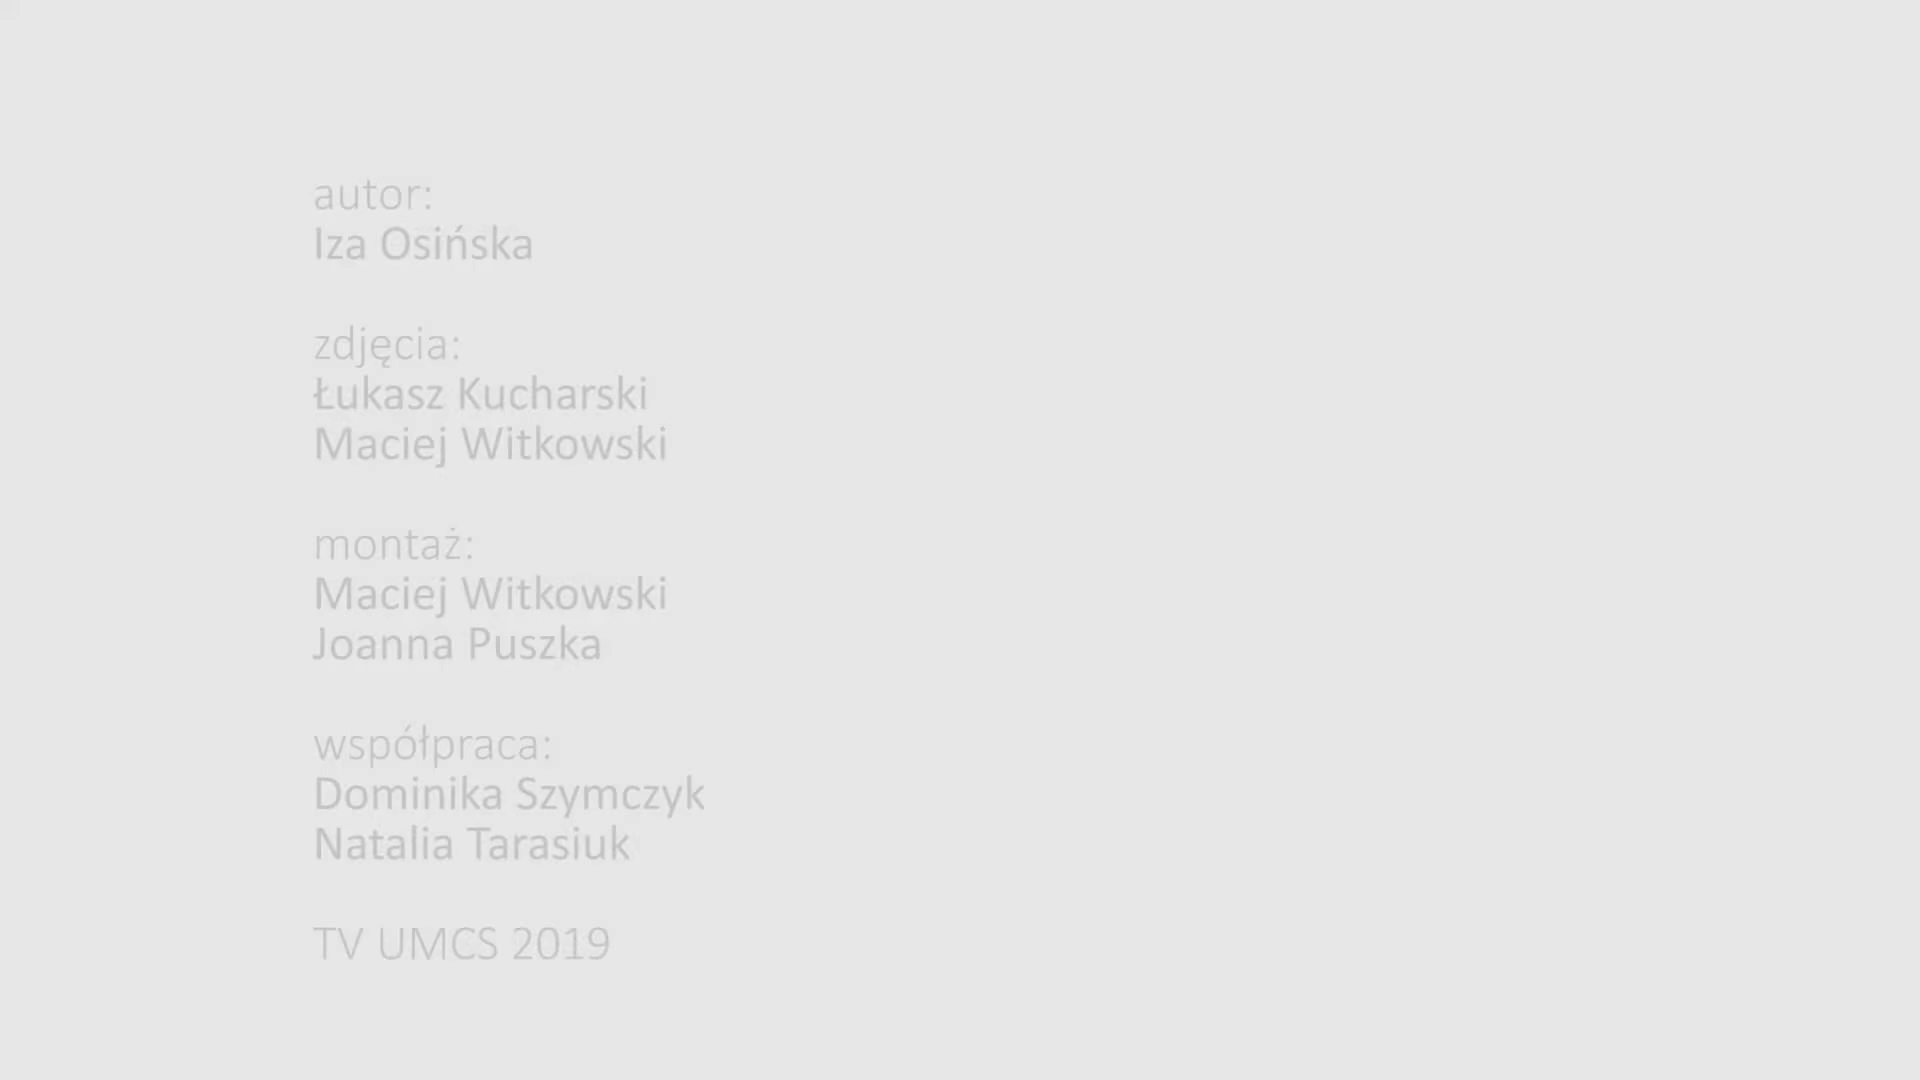 autor:
Iza Osińska
zdjęcia:
Łukasz Kucharski
Maciej Witkowski
montaż:
Maciej Witkowski
Joanna Puszka
współpraca:
Dominika Szymczyk
Natalia Tarasiuk
TV UMCS 2019